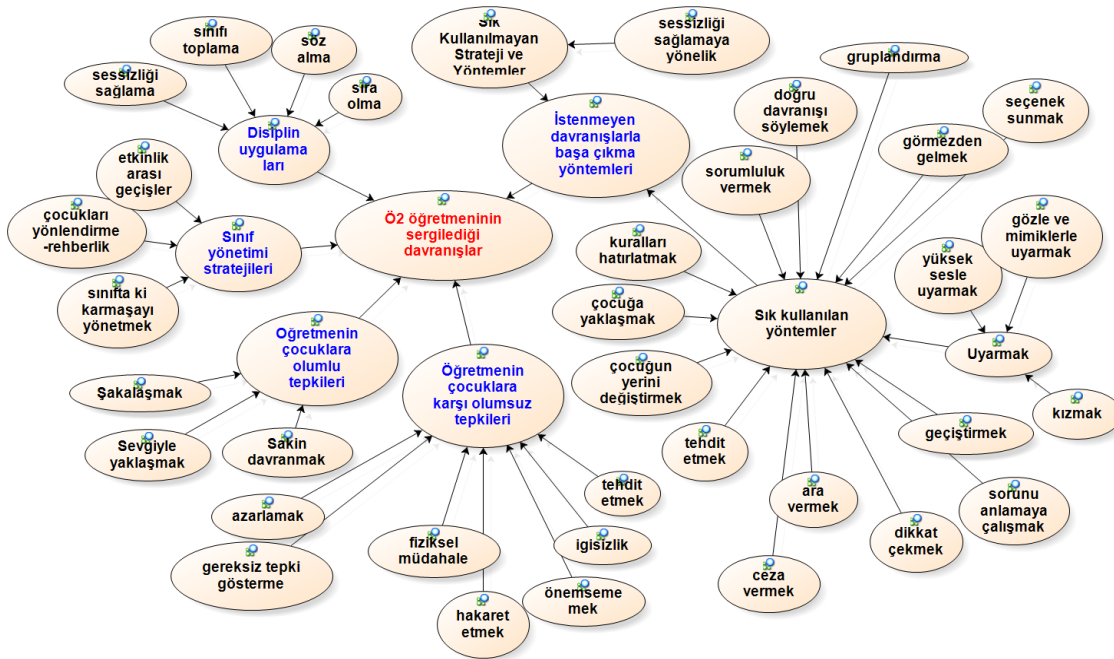 sınıfı
toplama
söz
alma
sessizliği
sağlama
sıra
olma
Disiplin
uygulama
ları
Sık
Kullanılmayan
Strateji ve
Yöntemler
sessizliği
sağlamaya
yönelik
İstenmeyen
davranışlarla
başa çıkma
yöntemleri
doğru
davranışı
söylemek
gruplandırma
seçenek
sunmak
görmezden
gelmek
sorumluluk
vermek
etkinlik
arası
geçişler
çocukları
yönlendirme
-rehberlik
Sınıf
yönetimi
stratejileri
sınıfta ki
karmaşayı
yönetmek
Ö2 öğretmeninin
sergilediği
davranışlar
kuralları
hatırlatmak
çocuğa
yaklaşmak
çocuğun
yerini
değiştirmek
Sık kullanılan
yöntemler
yüksek
sesle
uyarmak
gözle ve
mimiklerle
uyarmak
Uyarmak
kızmak
Öğretmenin
çocuklara
olumlu
tepkileri
Şakalaşmak
Sevgiyle
yaklaşmak
Sakin
davranmak
Öğretmenin
çocuklara
karşı olumsuz
tepkileri
azarlamak
gereksiz tepki
gösterme
fiziksel
müdahale
hakaret
etmek
önemseme
mek
igisizlik
tehdit
etmek
tehdit
etmek
ceza
vermek
ara
vermek
dikkat
çekmek
sorunu
anlamaya
çalışmak
geçiştirmek